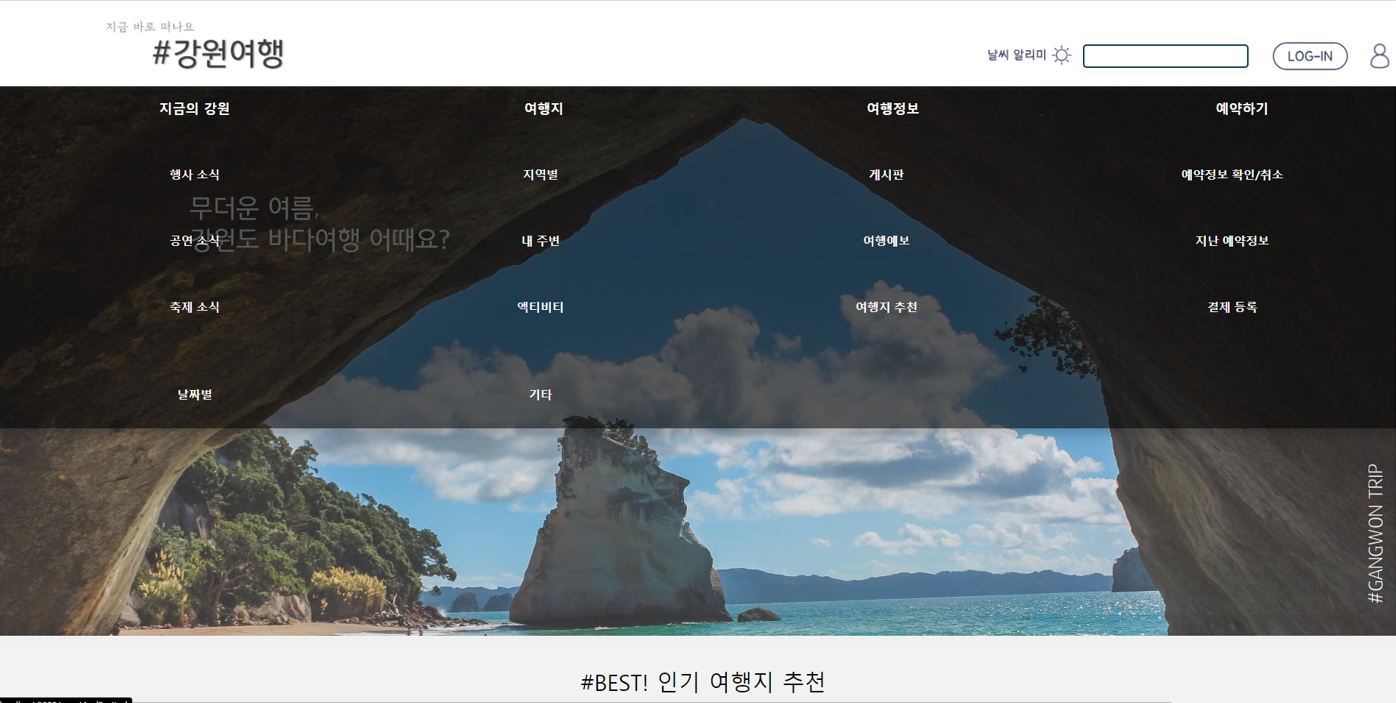 지금 바로 떠나요
#강원여행
날씨 알리미
LOG-IN
지금의 강원 여행지 여행정보 예약하기
행사 소식 지역별 게시판 예약정보 확인/취소
무더운 여름,
강원도 바다여행 어때요?
공연 소식 내 주변 여행예보 지난 예약정보
축제 소식 액티비티 여행지 추천 결제 등록
날짜별 기타
#GANGWON TRIP
#BEST! 인기 여행지 추천